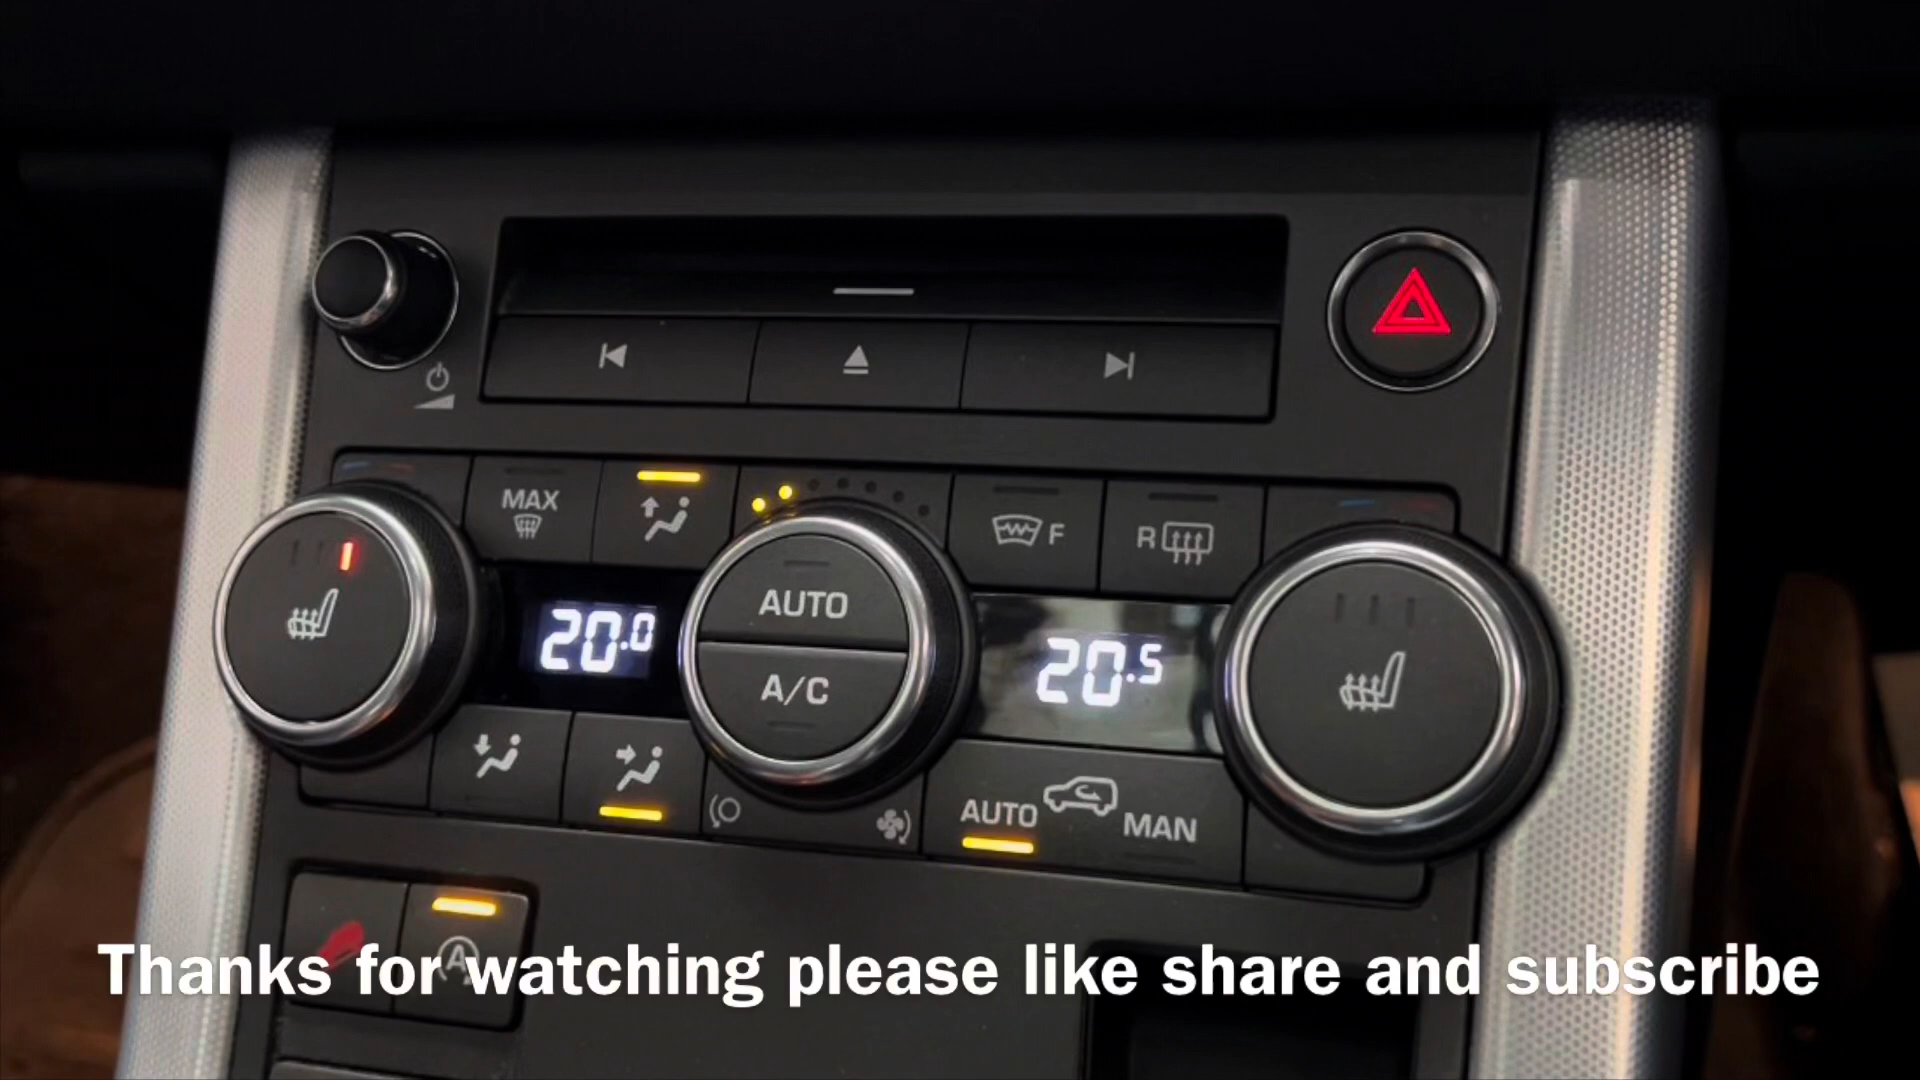 MAX
F
R
AUTO
20.0
20.5
A/C
AUTO
MAN
A
Thanks for watching please like share and subscribe